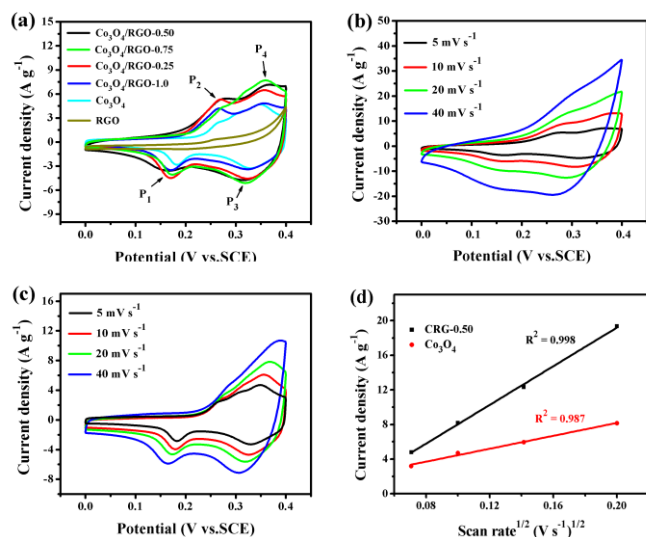 (a)
Co₃O₄/RGO-0.50
Co₃O₄/RGO-0.75
Co₃O₄/RGO-0.25
Co₃O₄/RGO-1.0
Co₃O₄
RGO
P₂
P₄
P₁
P₃
15
12
9
6
3
0
-3
-6
-9
0.0 0.1 0.2 0.3 0.4
Current density (A g⁻¹)
Potential (V vs.SCE)
(b)
5 mV s⁻¹
10 mV s⁻¹
20 mV s⁻¹
40 mV s⁻¹
50
40
30
20
10
0
-10
-20
-30
0.0 0.1 0.2 0.3 0.4
Current density (A g⁻¹)
Potential (V vs.SCE)
(c)
5 mV s⁻¹
10 mV s⁻¹
20 mV s⁻¹
40 mV s⁻¹
16
12
8
4
0
-4
-8
0.0 0.1 0.2 0.3 0.4
Current density (A g⁻¹)
Potential (V vs.SCE)
(d)
CRG-0.50
Co₃O₄
R² = 0.998
R² = 0.987
24
20
16
12
8
4
0
0.08 0.12 0.16 0.20
Current density (A g⁻¹)
Scan rate¹ᐟ² (V s⁻¹)¹ᐟ²